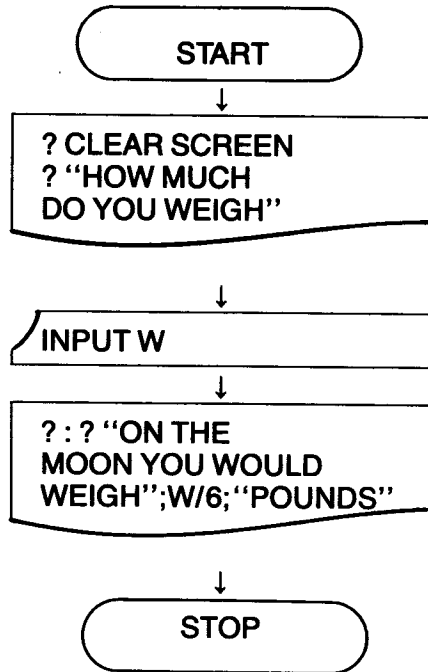 START
? CLEAR SCREEN
? “HOW MUCH
DO YOU WEIGH”
INPUT W
? : ? “ON THE
MOON YOU WOULD
WEIGH”;W/6;“POUNDS”
STOP